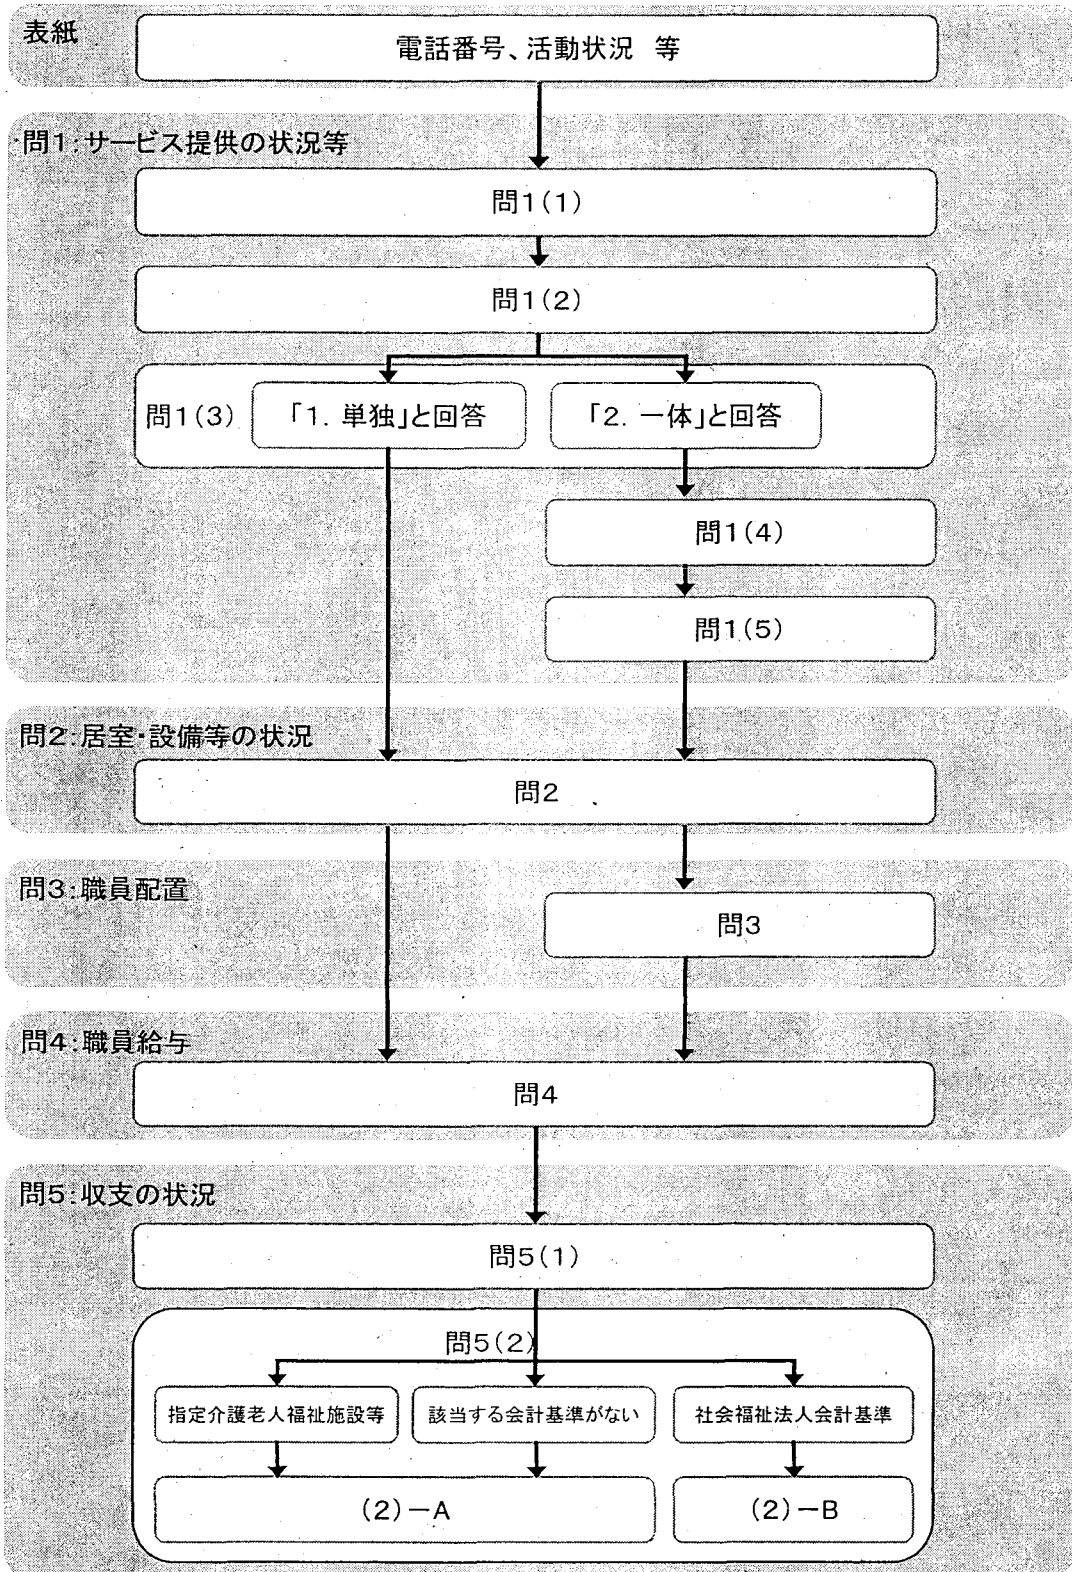 表紙
電話番号、活動状況 等
問1:サービス提供の状況等
問1(1)
問1(2)
問1(3)
「1. 単独」と回答
「2. 一体」と回答
問1(4)
問1(5)
問2:居室・設備等の状況
問2
問3:職員配置
問3
問4:職員給与
問4
問5:収支の状況
問5(1)
問5(2)
指定介護老人福祉施設等
該当する会計基準がない
社会福祉法人会計基準
(2)－A
(2)－B